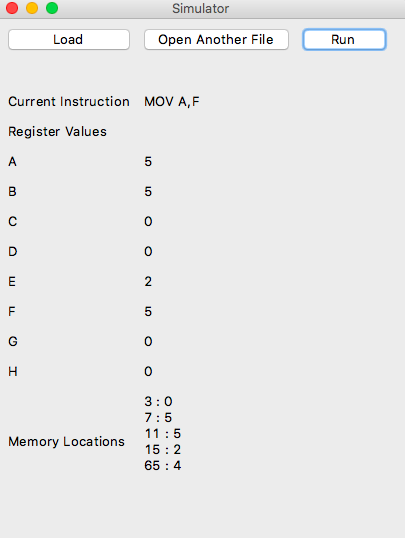 Simulator
Load Open Another File Run
Current Instruction MOV A,F
Register Values
A 5
B 5
C 0
D 0
E 2
F 5
G 0
H 0
Memory Locations
3 : 0
7 : 5
11 : 5
15 : 2
65 : 4